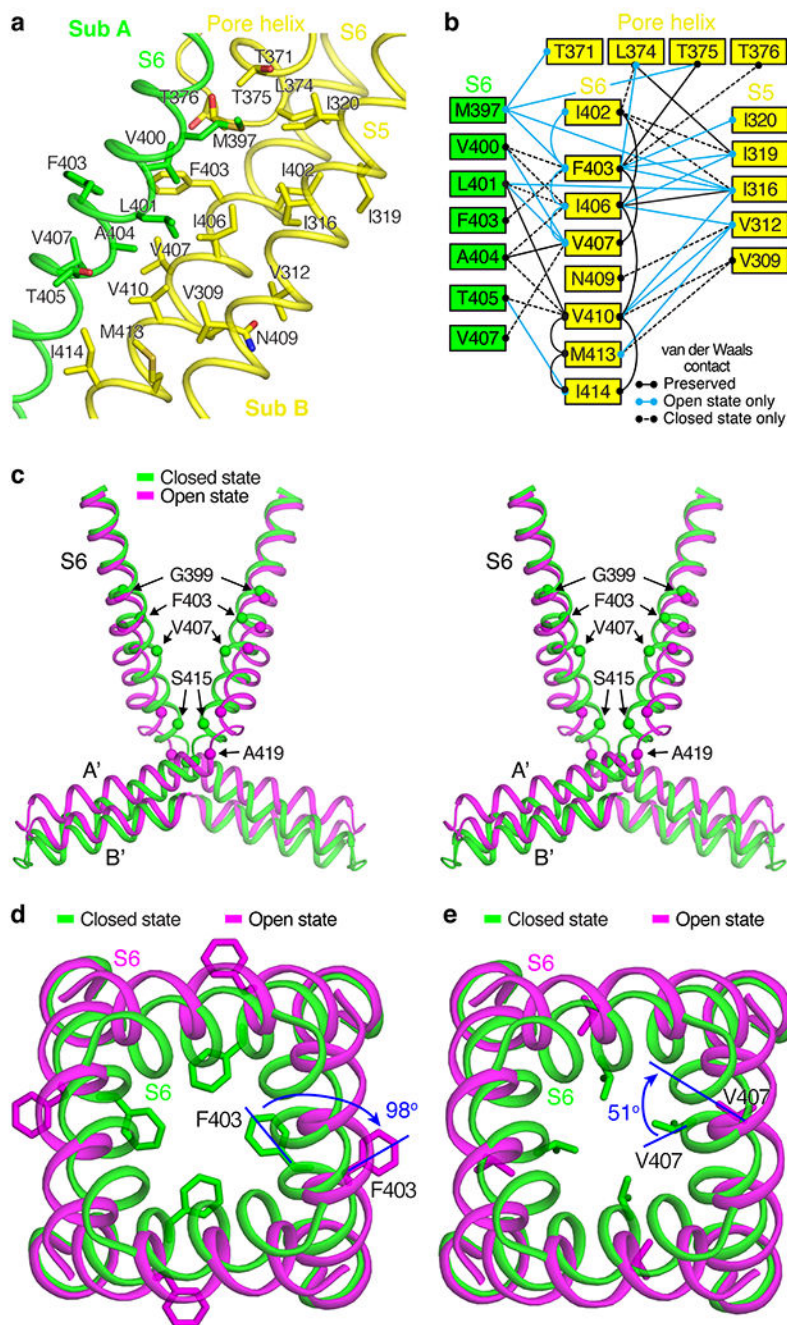 a
Sub A
Pore helix
S6
S6
T371
T376
T375
L374
I320
S5
M397
V400
F403
F403
I402
L401
I406
I316
I319
V407
A404
V407
V312
T405
V410
V309
M413
N409
I414
Sub B
b
Pore helix
T371
L374
T375
T376
S6
S6
S5
M397
I402
I320
V400
F403
I319
L401
I406
I316
F403
V407
V312
A404
N409
V309
T405
V410
V407
M413
I414
van der Waals
contact
Preserved
Open state only
Closed state only
c
Closed state
Open state
S6
G399
F403
V407
S415
A419
A'
B'
G399
F403
V407
S415
A419
A'
B'
d
Closed state
Open state
S6
S6
F403
98°
F403
e
Closed state
Open state
S6
S6
51°
V407
V407